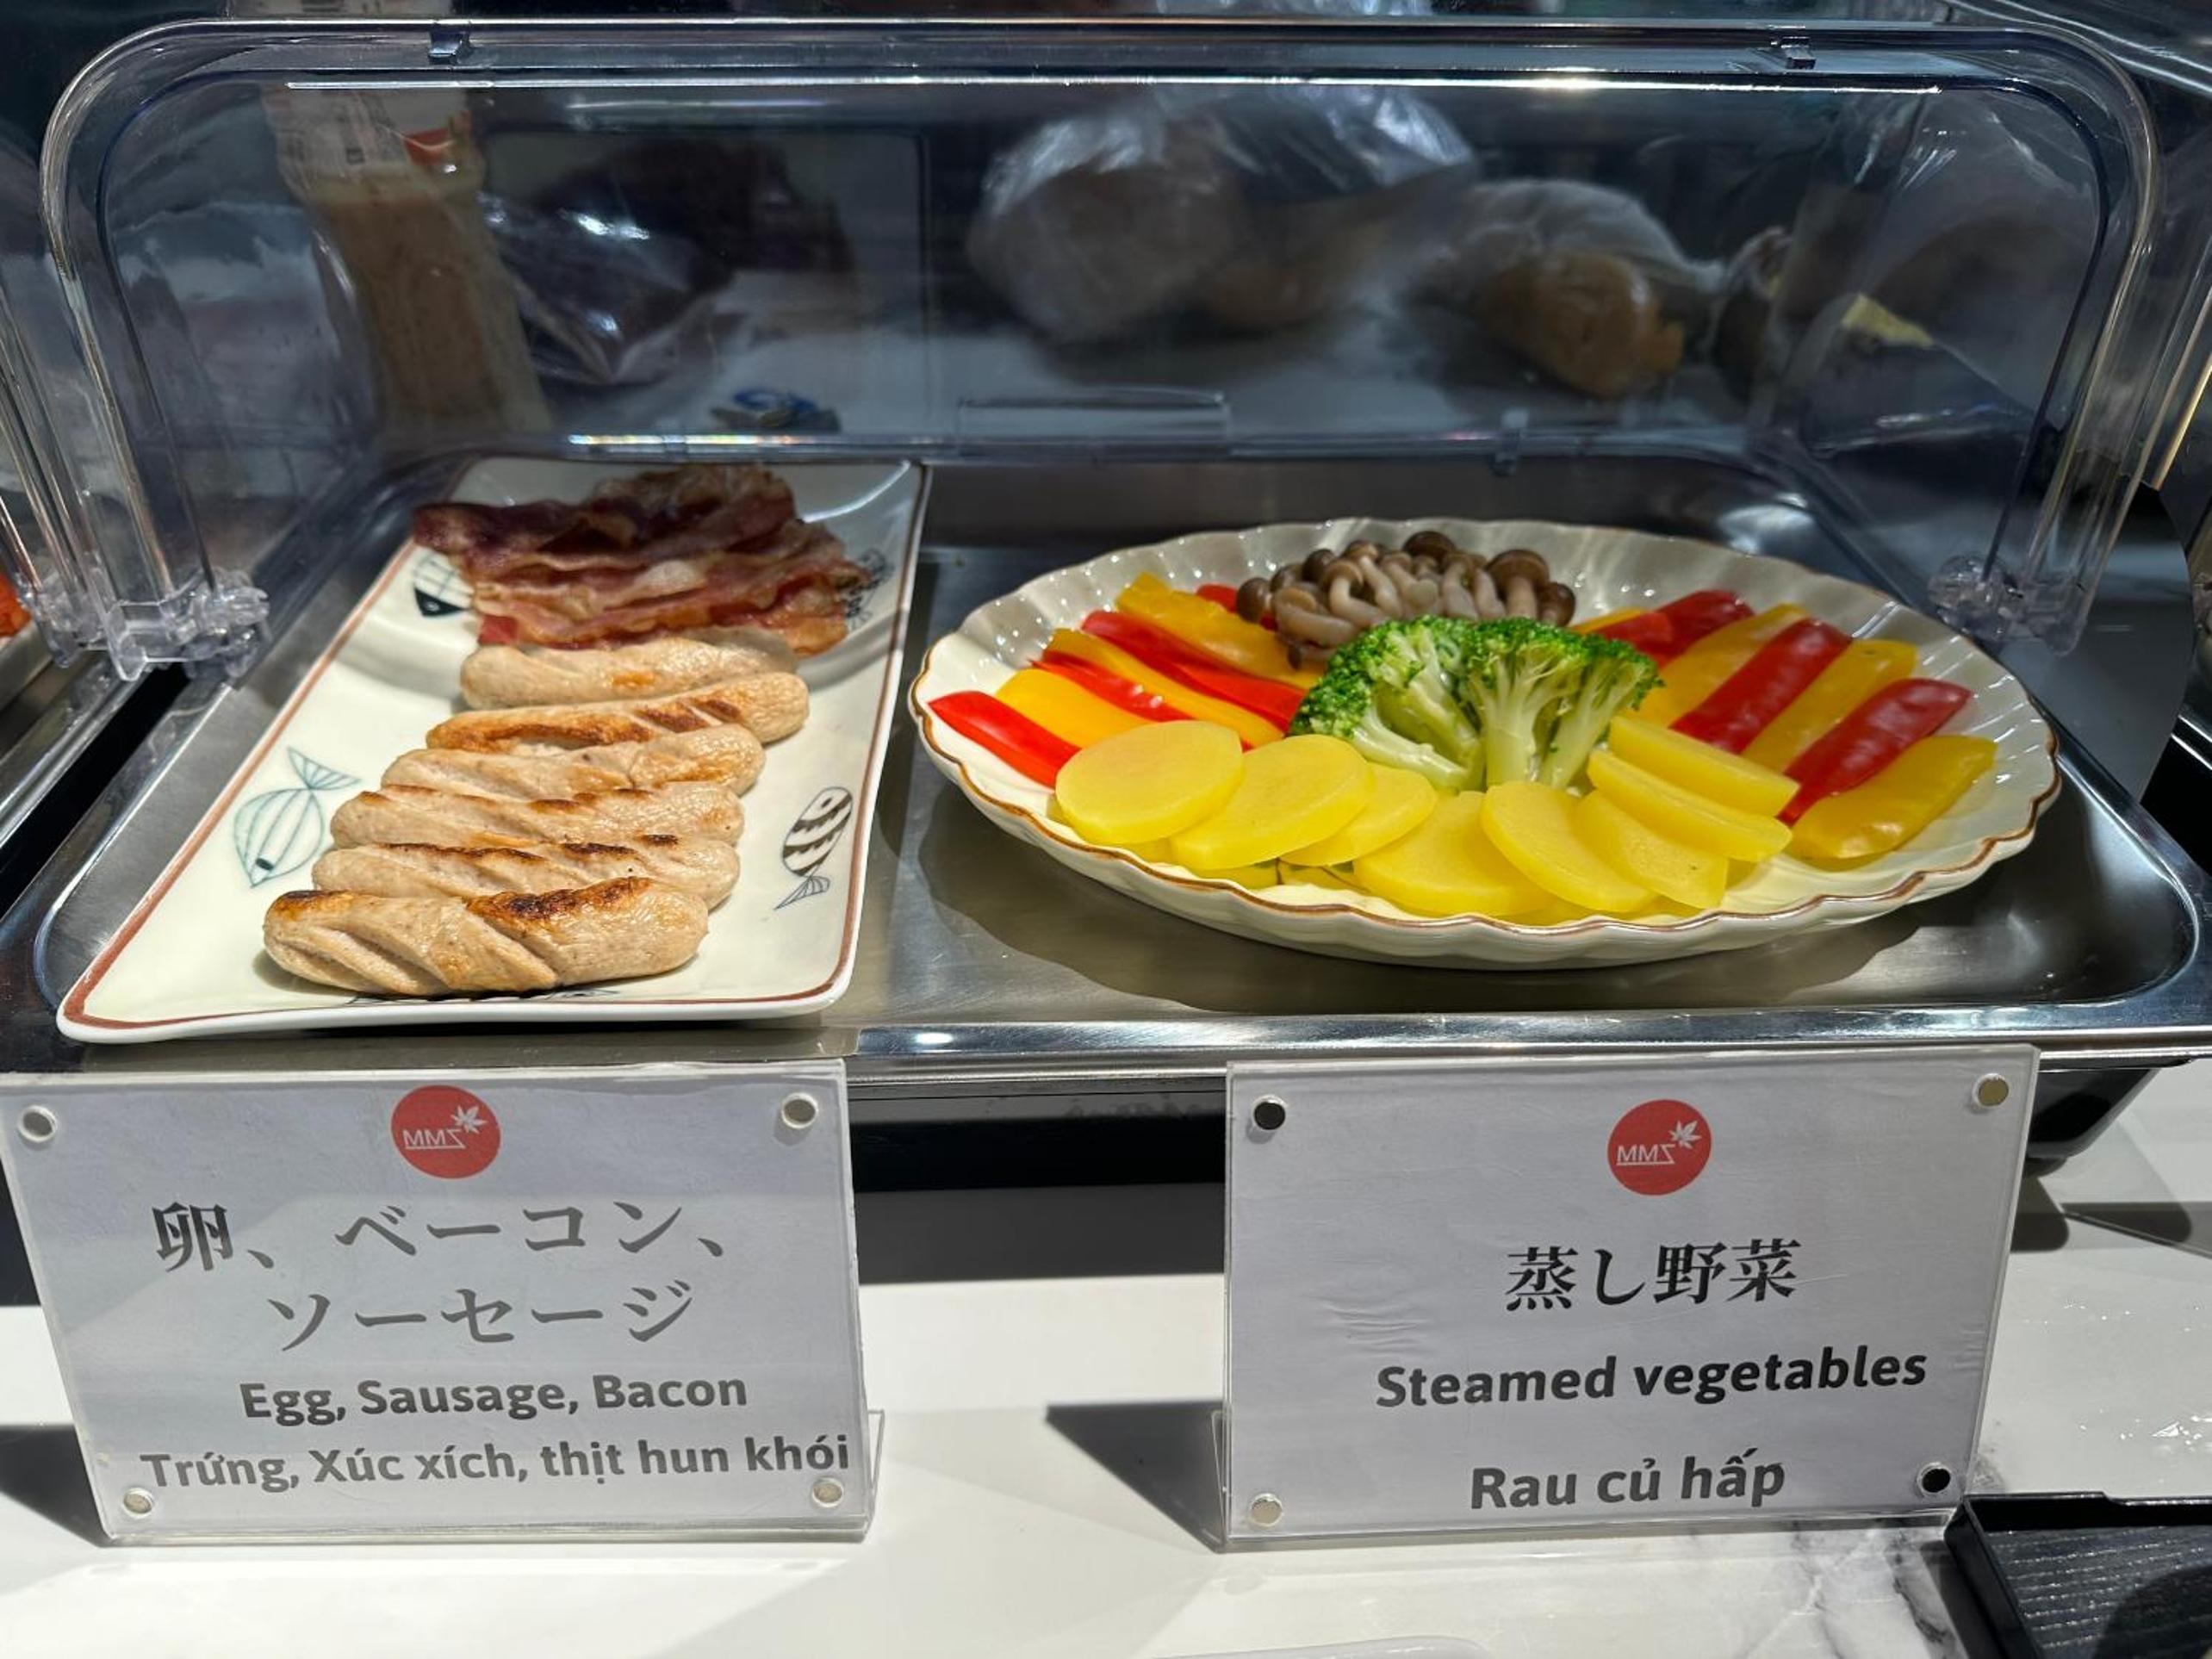 MMZ
卵、ベーコン、
ソーセージ
Egg, Sausage, Bacon
Trứng, Xúc xích, thịt hun khói
MMZ
蒸し野菜
Steamed vegetables
Rau củ hấp